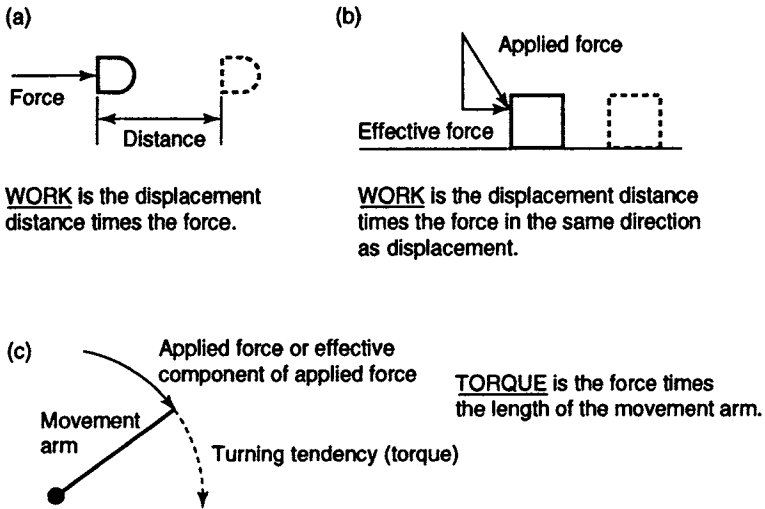 (a)
Force
Distance
WORK is the displacement
distance times the force.
(b)
Applied force
Effective force
WORK is the displacement distance
times the force in the same direction
as displacement.
(c)
Applied force or effective
component of applied force
Movement
arm
Turning tendency (torque)
TORQUE is the force times
the length of the movement arm.